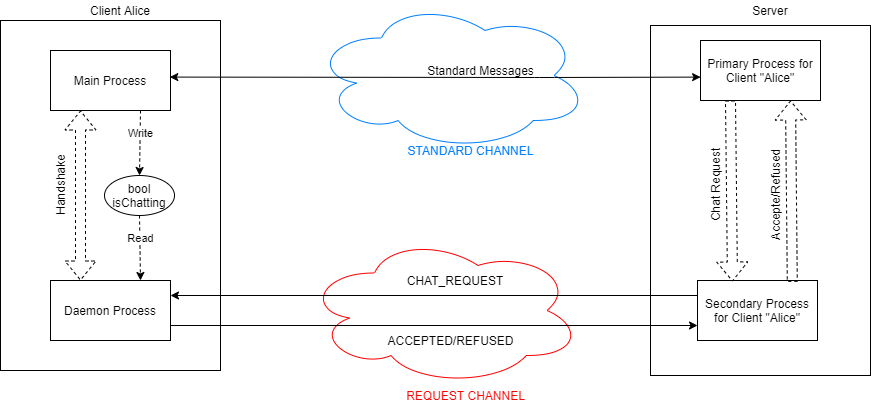 Client Alice
Server
Main Process
Standard Messages
Primary Process for
Client "Alice"
STANDARD CHANNEL
Write
Handshake
bool
isChatting
Read
Chat Request
Accepte/Refused
CHAT_REQUEST
Daemon Process
Secondary Process
for Client "Alice"
ACCEPTED/REFUSED
REQUEST CHANNEL